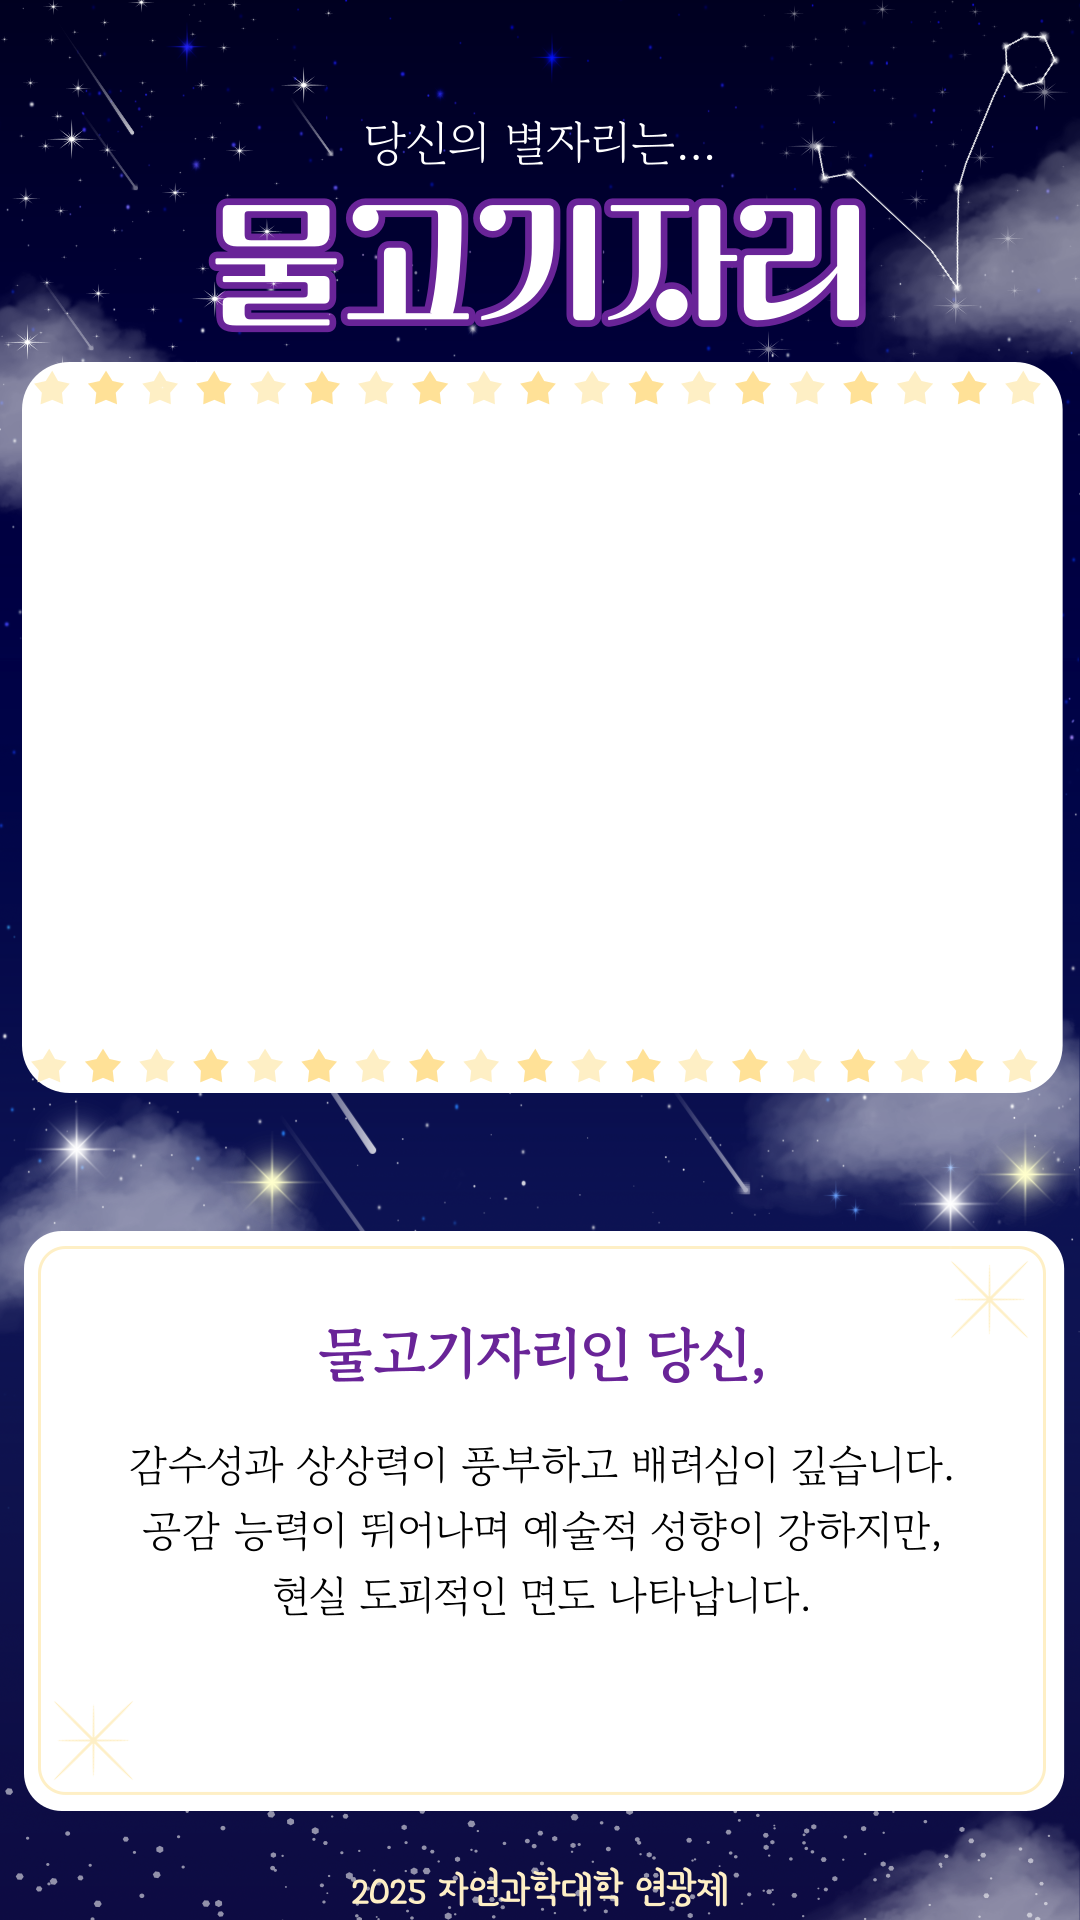 당신의 별자리는...
물고기자리
물고기자리인 당신,
감수성과 상상력이 풍부하고 배려심이 깊습니다.
공감 능력이 뛰어나며 예술적 성향이 강하지만,
현실 도피적인 면도 나타납니다.
2025 자연과학대학 연광제